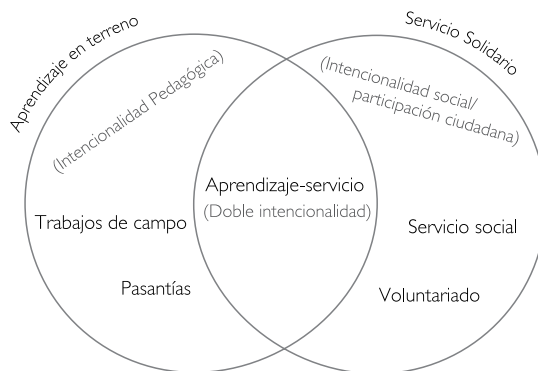 Aprendizaje en terreno
(Intencionalidad Pedagógica)
Trabajos de campo
Pasantías
Aprendizaje-servicio
(Doble intencionalidad)
Servicio Solidario
(Intencionalidad social/
participación ciudadana)
Servicio social
Voluntariado